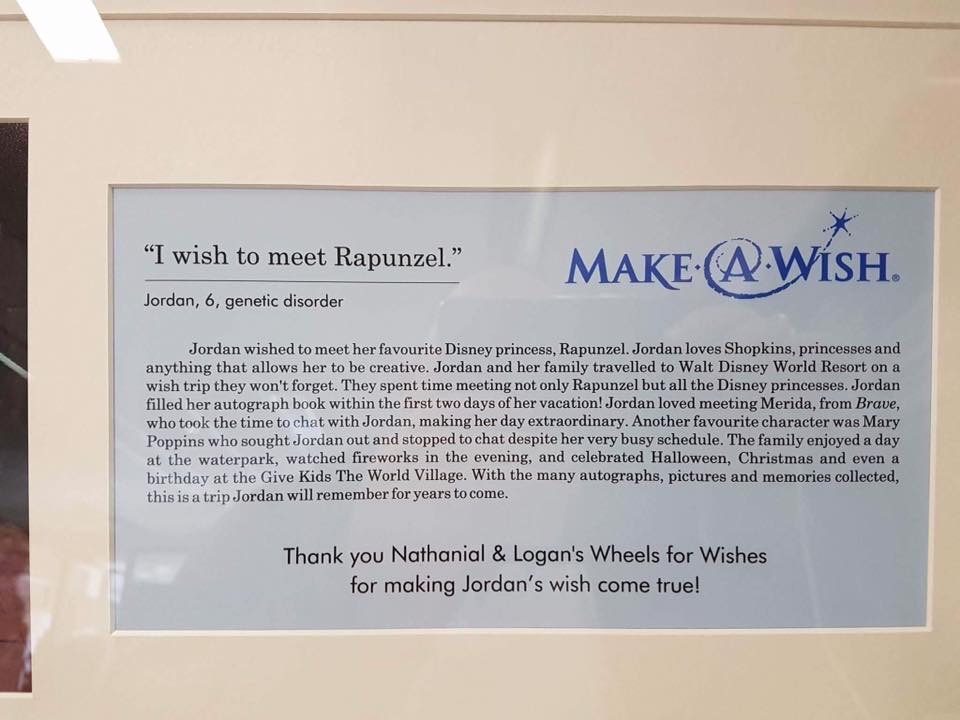 "I wish to meet Rapunzel."
MAKE·A·WISH®
Jordan, 6, genetic disorder
Jordan wished to meet her favourite Disney princess, Rapunzel. Jordan loves Shopkins, princesses and
anything that allows her to be creative. Jordan and her family travelled to Walt Disney World Resort on a
wish trip they won't forget. They spent time meeting not only Rapunzel but all the Disney princesses. Jordan
filled her autograph book within the first two days of her vacation! Jordan loved meeting Merida, from Brave,
who took the time to chat with Jordan, making her day extraordinary. Another favourite character was Mary
Poppins who sought Jordan out and stopped to chat despite her very busy schedule. The family enjoyed a day
at the waterpark, watched fireworks in the evening, and celebrated Halloween, Christmas and even a
birthday at the Give Kids The World Village. With the many autographs, pictures and memories collected,
this is a trip Jordan will remember for years to come.
Thank you Nathanial & Logan's Wheels for Wishes
for making Jordan's wish come true!